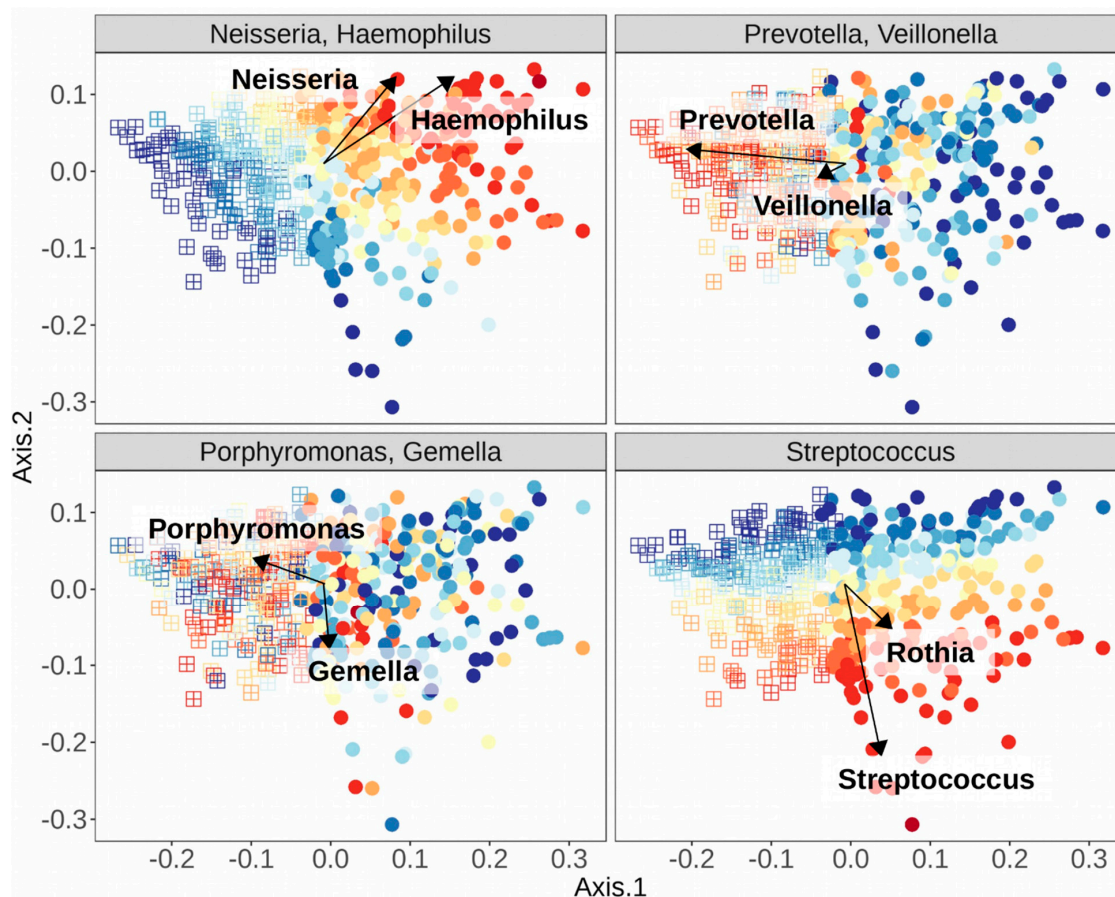 Neisseria, Haemophilus
Prevotella, Veillonella
Neisseria
Haemophilus
Prevotella
Veillonella
0.1
0.0
-0.1
-0.2
-0.3
Axis.2
Porphyromonas, Gemella
Streptococcus
Porphyromonas
Gemella
Rothia
Streptococcus
0.1
0.0
-0.1
-0.2
-0.3
-0.2 -0.1 0.0 0.1 0.2 0.3
-0.2 -0.1 0.0 0.1 0.2 0.3
Axis.1